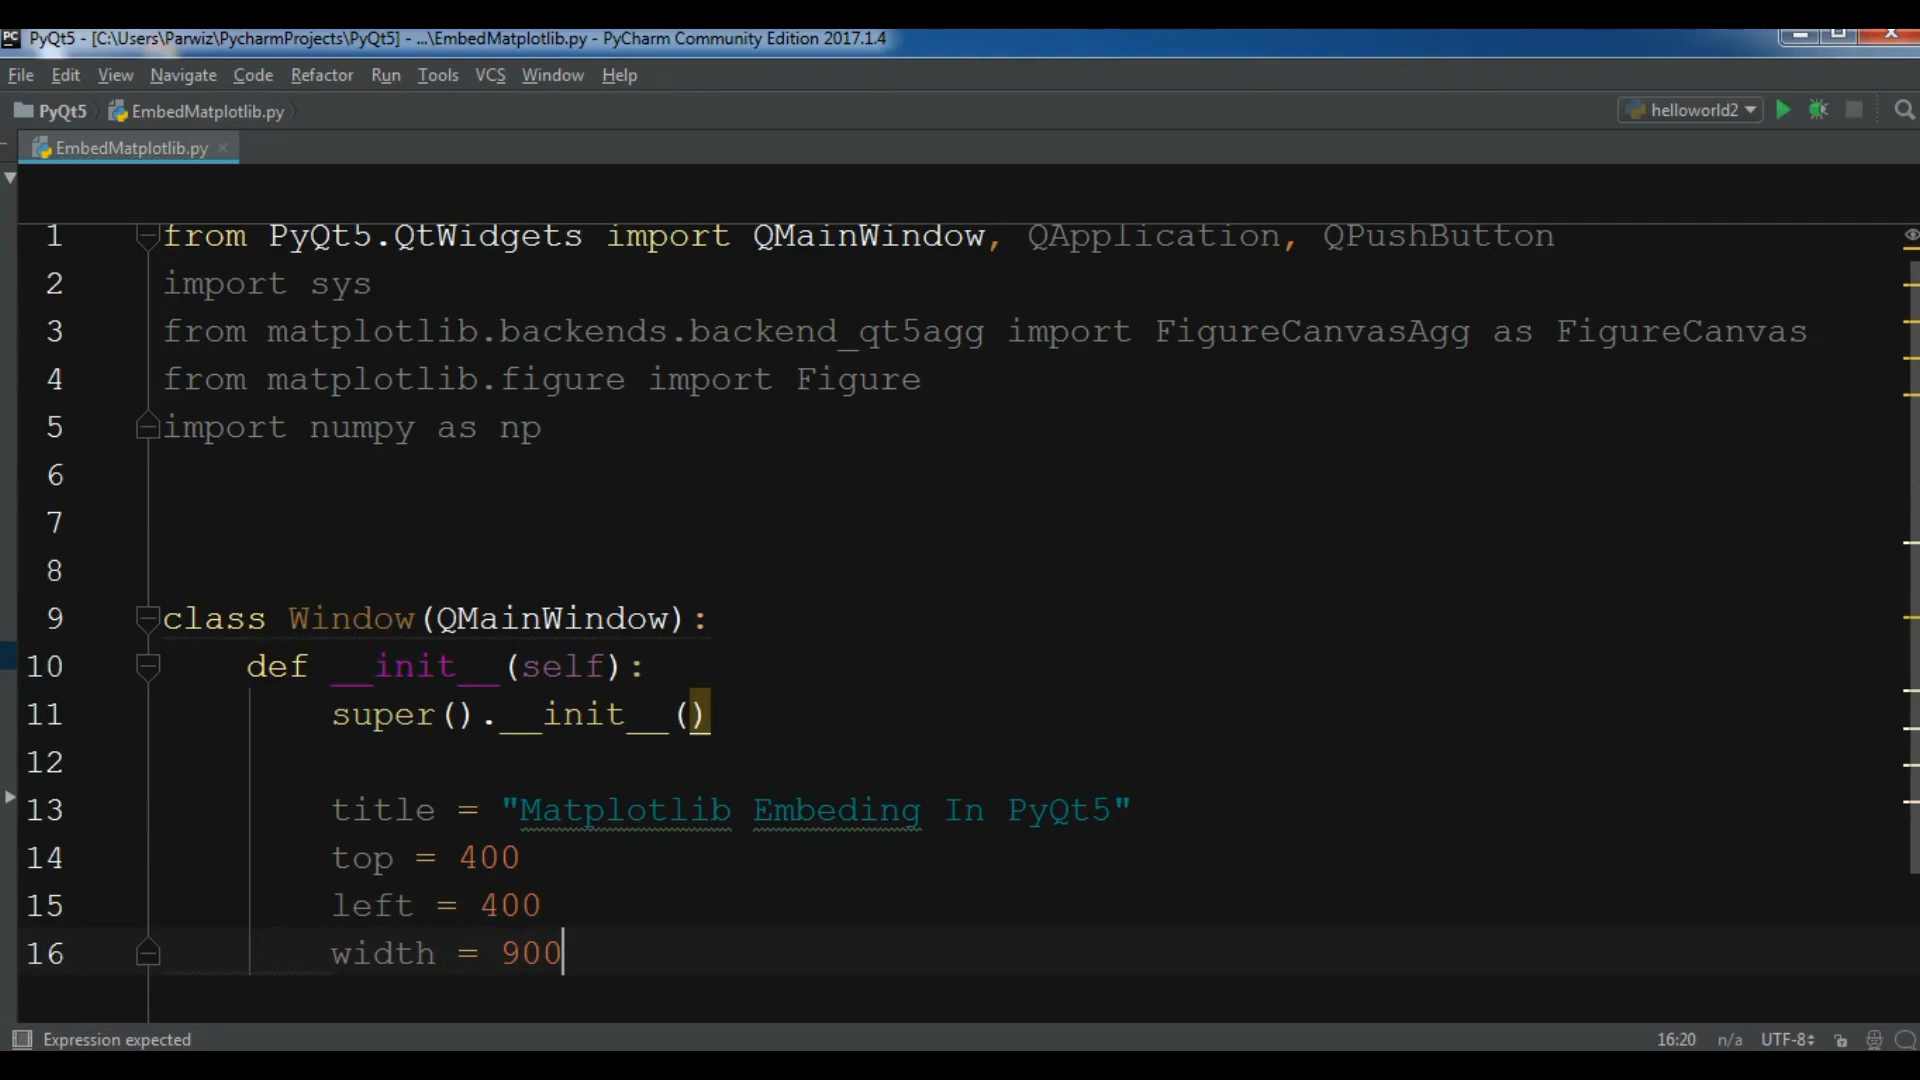 PyQt5 - [C:\Users\Parwiz\PycharmProjects\PyQt5] - ...\EmbedMatplotlib.py - PyCharm Community Edition 2017.1.4
File Edit View Navigate Code Refactor Run Tools VCS Window Help
PyQt5 EmbedMatplotlib.py helloworld2
EmbedMatplotlib.py
1 from PyQt5.QtWidgets import QMainWindow, QApplication, QPushButton
2 import sys
3 from matplotlib.backends.backend_qt5agg import FigureCanvasAgg as FigureCanvas
4 from matplotlib.figure import Figure
5 import numpy as np
6
7
8
9 class Window(QMainWindow):
10 def __init__(self):
11 super().__init__()
12
13 title = "Matplotlib Embeding In PyQt5"
14 top = 400
15 left = 400
16 width = 900
Expression expected 16:20 n/a UTF-8